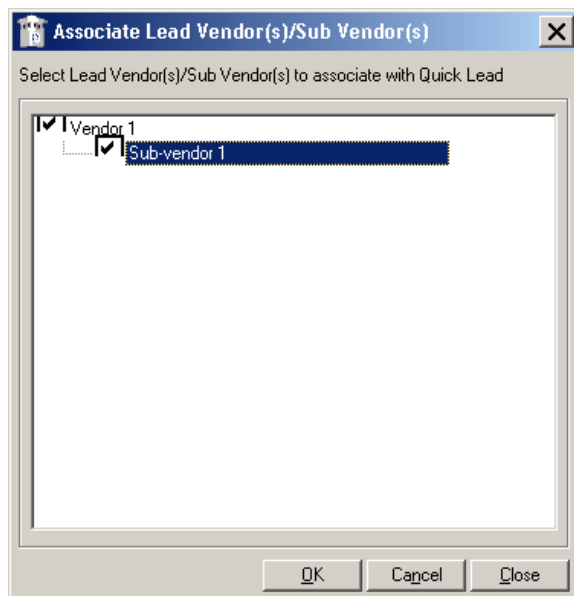 Associate Lead Vendor(s)/Sub Vendor(s)
Select Lead Vendor(s)/Sub Vendor(s) to associate with Quick Lead
Vendor 1
Sub-vendor 1
OK Cancel Close